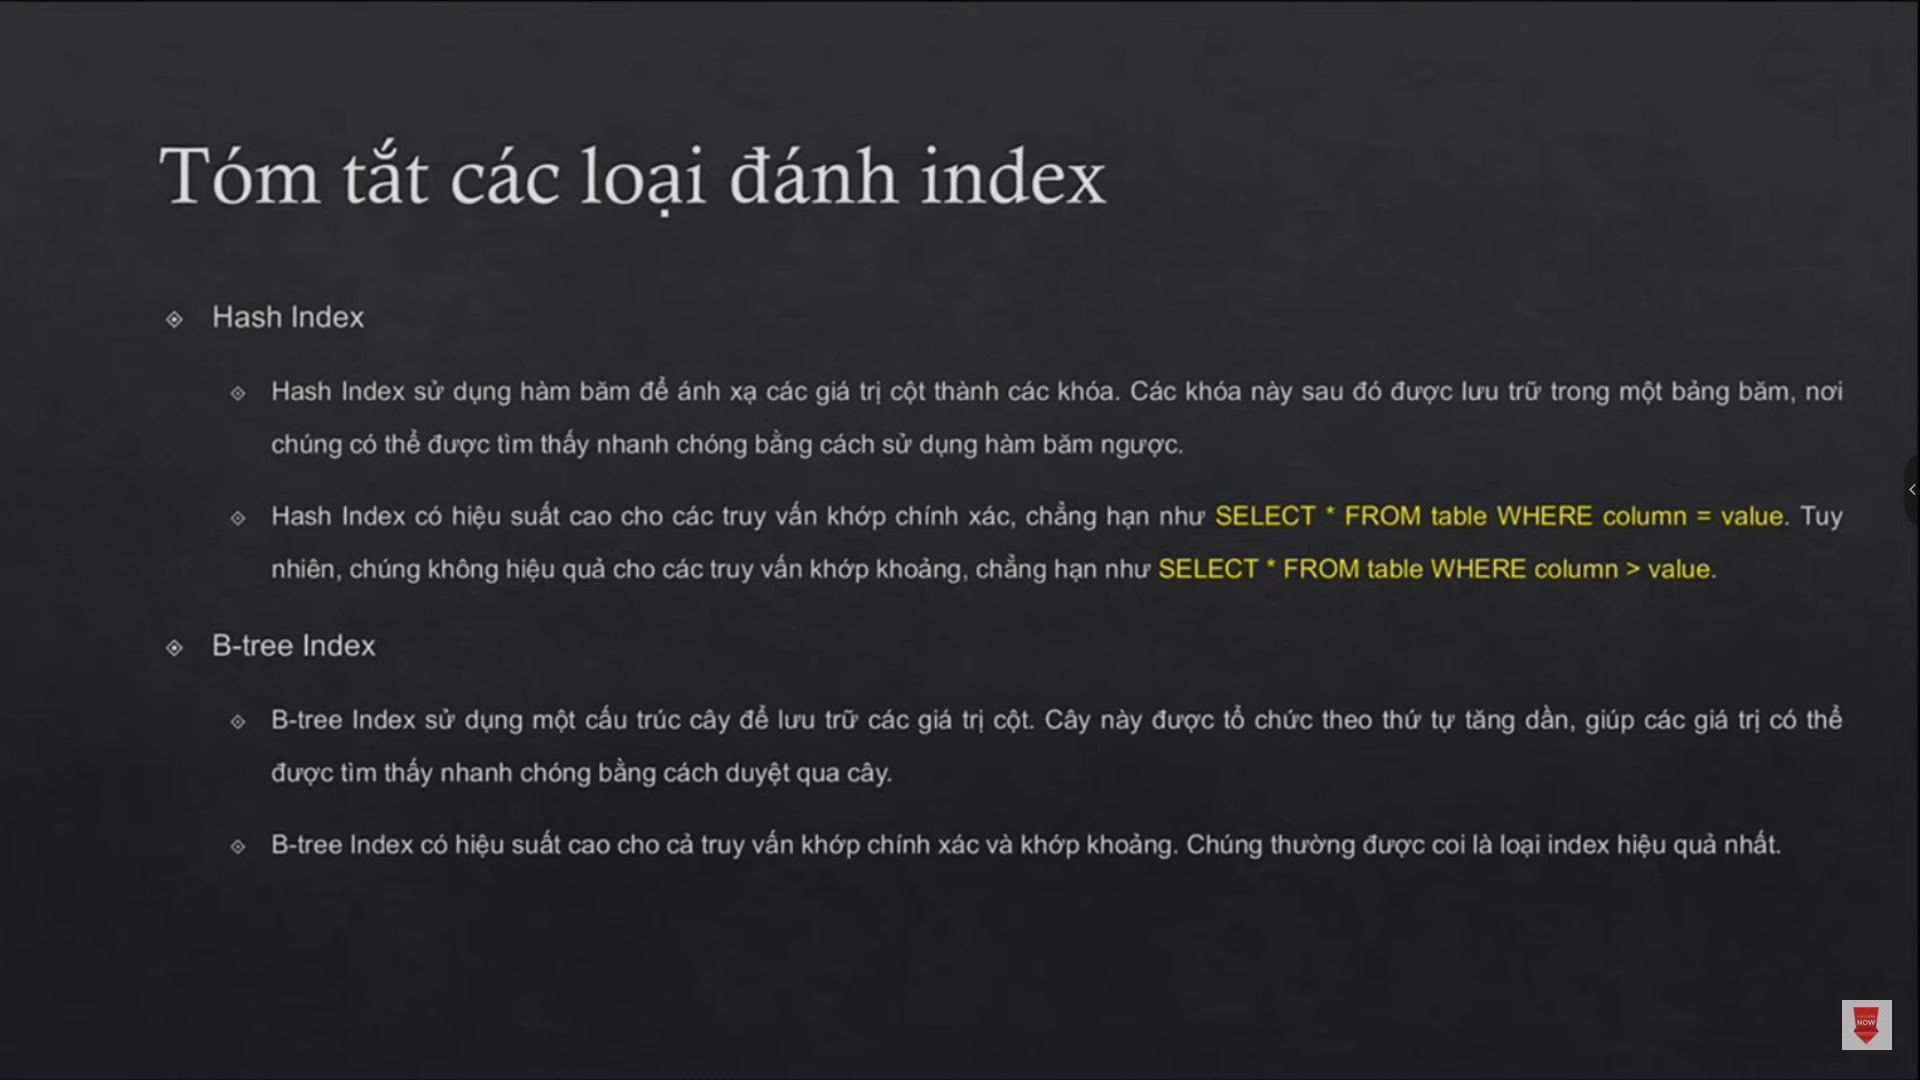 Tóm tắt các loại đánh index
Hash Index
Hash Index sử dụng hàm băm để ánh xạ các giá trị cột thành các khóa. Các khóa này sau đó được lưu trữ trong một bảng băm, nơi
chúng có thể được tìm thấy nhanh chóng bằng cách sử dụng hàm băm ngược.
Hash Index có hiệu suất cao cho các truy vấn khớp chính xác, chẳng hạn như SELECT * FROM table WHERE column = value. Tuy
nhiên, chúng không hiệu quả cho các truy vấn khớp khoảng, chẳng hạn như SELECT * FROM table WHERE column > value.
B-tree Index
B-tree Index sử dụng một cấu trúc cây để lưu trữ các giá trị cột. Cây này được tổ chức theo thứ tự tăng dần, giúp các giá trị có thể
được tìm thấy nhanh chóng bằng cách duyệt qua cây.
B-tree Index có hiệu suất cao cho cả truy vấn khớp chính xác và khớp khoảng. Chúng thường được coi là loại index hiệu quả nhất.
NOW